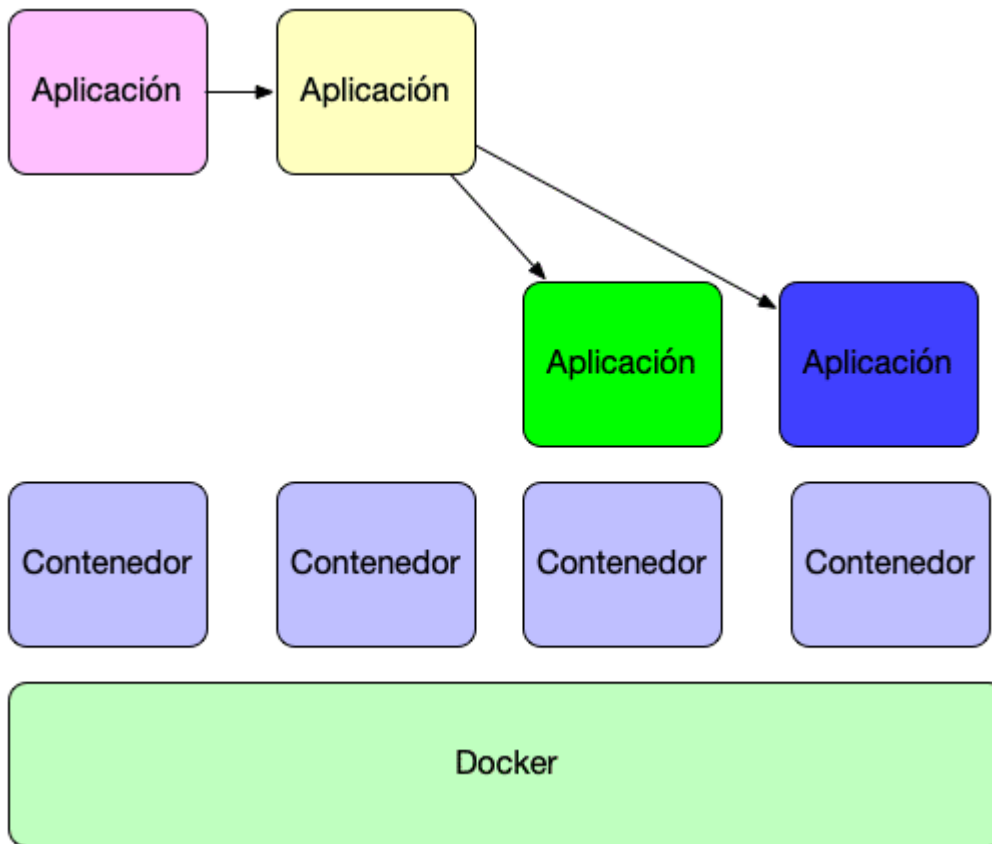 Aplicación
Aplicación
Aplicación
Aplicación
Contenedor
Contenedor
Contenedor
Contenedor
Docker